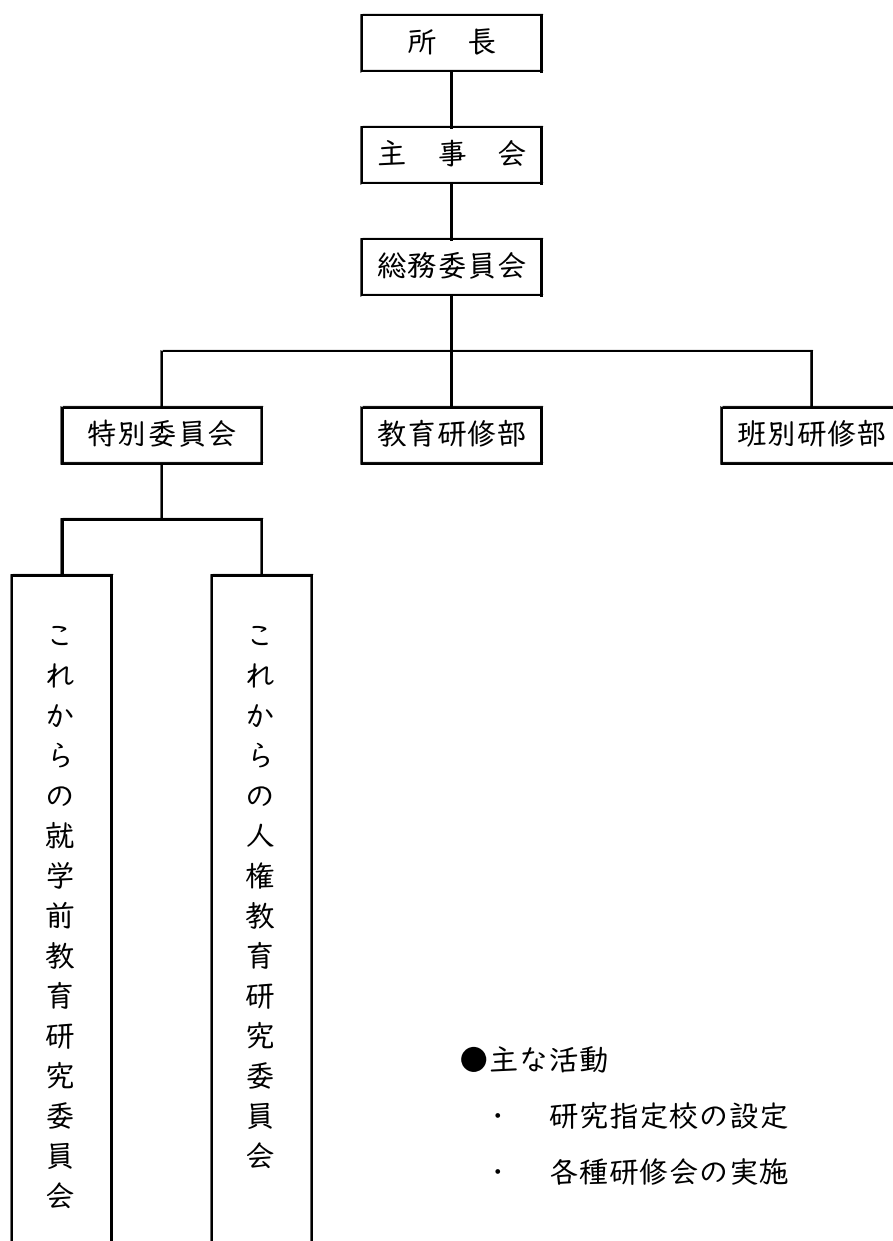 所　長
主　事　会
総務委員会
特別委員会
教育研修部
班別研修部
これからの就学前教育研究委員会
これからの人権教育研究委員会
●主な活動
・　研究指定校の設定
・　各種研修会の実施